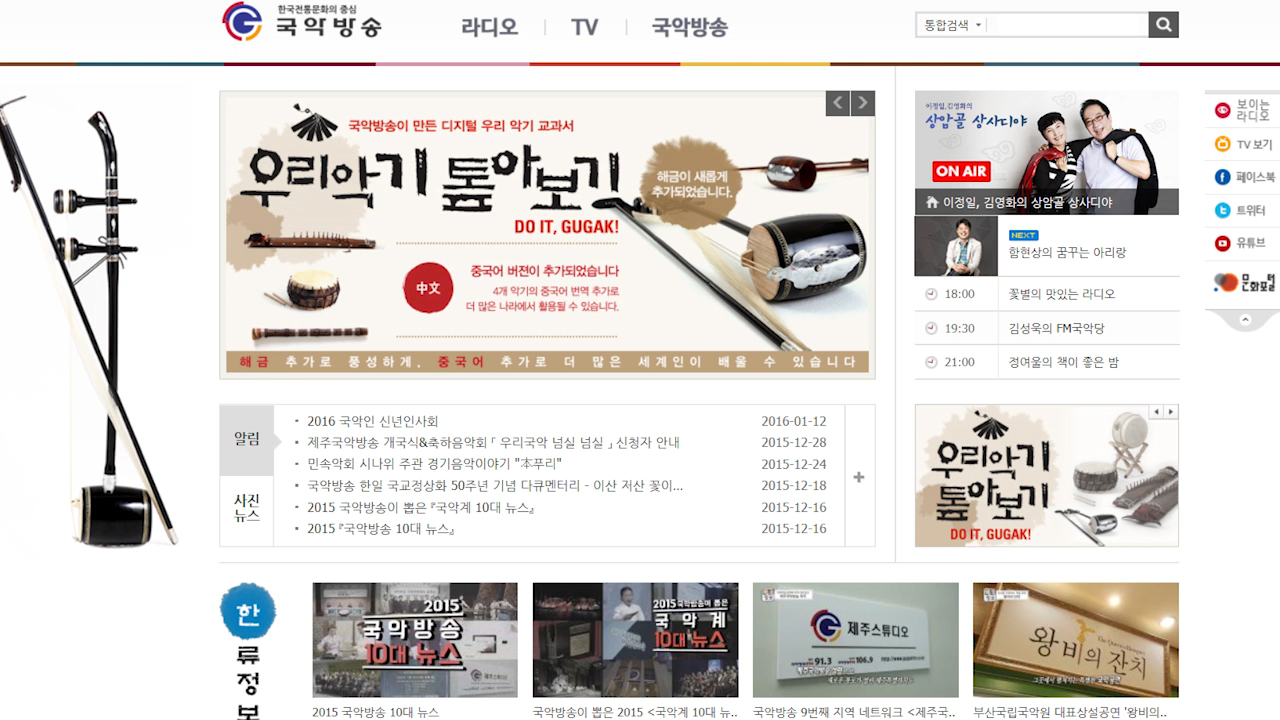 한국전통문화의 중심
국악방송
라디오
TV
국악방송
통합검색
국악방송이 만든 디지털 우리 악기 교과서
우리악기 톺아보기
해금이 새롭게
추가되었습니다.
DO IT, GUGAK!
中文
중국어 버젼이 추가되었습니다
4개 악기의 중국어 번역 추가로
더 많은 나라에서 활용될 수 있습니다.
해금 추가로 풍성하게, 중국어 추가로 더 많은 세계인이 배울 수 있습니다
이정일,김영화의
상암골 상사디야
ON AIR
이정일, 김영화의 상암골 상사디야
NEXT
함현상의 꿈꾸는 아리랑
18:00 꽃별의 맛있는 라디오
19:30 김성욱의 FM국악당
21:00 정여울의 책이 좋은 밤
보이는
라디오
TV 보기
페이스북
트위터
유튜브
문화포털
알림
사진
뉴스
2016 국악인 신년인사회 2016-01-12
제주국악방송 개국식&축하음악회 「 우리국악 넘실 넘실 」 신청자 안내 2015-12-28
민속악회 시나위 주관 경기음악이야기 "本푸리" 2015-12-24
국악방송 한일 국교정상화 50주년 기념 다큐멘터리 - 이산 저산 꽃이... 2015-12-18
2015 국악방송이 뽑은 『국악계 10대 뉴스』 2015-12-16
2015 『국악방송 10대 뉴스』 2015-12-16
우리악기
톺아보기
DO IT, GUGAK!
한
류
정
보
2015
국악방송
10대 뉴스
2015 국악방송 10대 뉴스
2015국악방송이 뽑은
국악계
10대 뉴스
국악방송이 뽑은 2015 <국악계 10대 뉴..
제주스튜디오
91.3
106.9
국악방송 9번째 지역 네트워크 <제주국..
왕비의 잔치
The Queen's Banquet
부산국립국악원 대표상설공연 '왕비의..